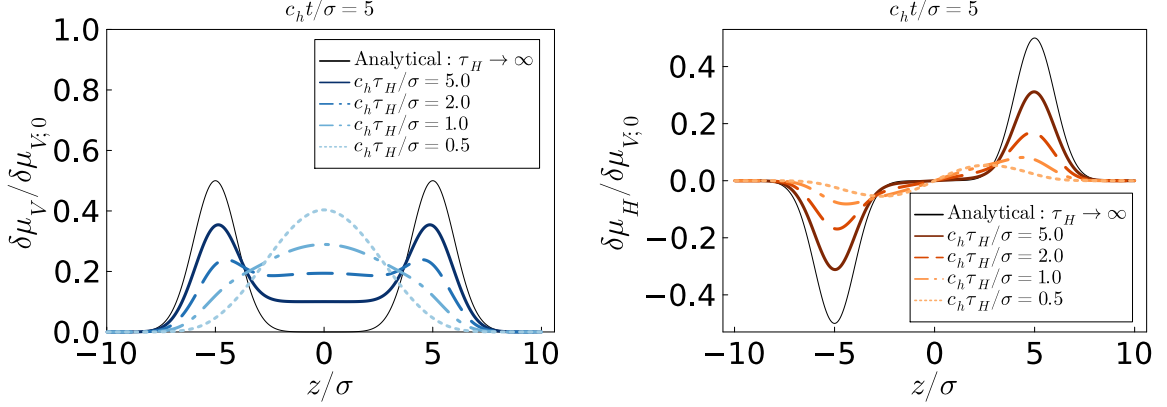 c_h t/σ = 5
δμ_V/δμ_{V;0}
1.0
0.8
0.6
0.4
0.2
0.0
−10
−5
0
5
10
z/σ
Analytical : τ_H → ∞
c_h τ_H/σ = 5.0
c_h τ_H/σ = 2.0
c_h τ_H/σ = 1.0
c_h τ_H/σ = 0.5
c_h t/σ = 5
δμ_H/δμ_{V;0}
0.4
0.2
0.0
−0.2
−0.4
−10
−5
0
5
10
z/σ
Analytical : τ_H → ∞
c_h τ_H/σ = 5.0
c_h τ_H/σ = 2.0
c_h τ_H/σ = 1.0
c_h τ_H/σ = 0.5